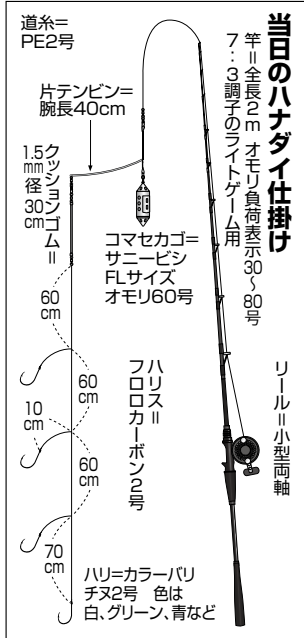 当日のハナダイ仕掛け
竿＝全長2m オモリ負荷表示30〜80号
7：3調子のライトゲーム用
道糸＝
PE2号
片テンビン＝
腕長40cm
クッションゴム＝
1.5mm径
30cm
コマセカゴ＝
サニービシ
FLサイズ
オモリ60号
リール＝小型両軸
ハリス＝
フロロカーボン2号
60cm
60cm
10cm
60cm
70cm
ハリ＝カラーバリ
チヌ2号　色は
白、グリーン、青など